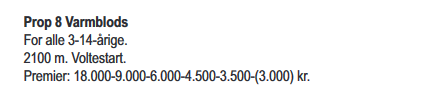 Prop 8 Varmblods
For alle 3-14-årige.
2100 m. Voltestart.
Premier: 18.000-9.000-6.000-4.500-3.500-(3.000) kr.